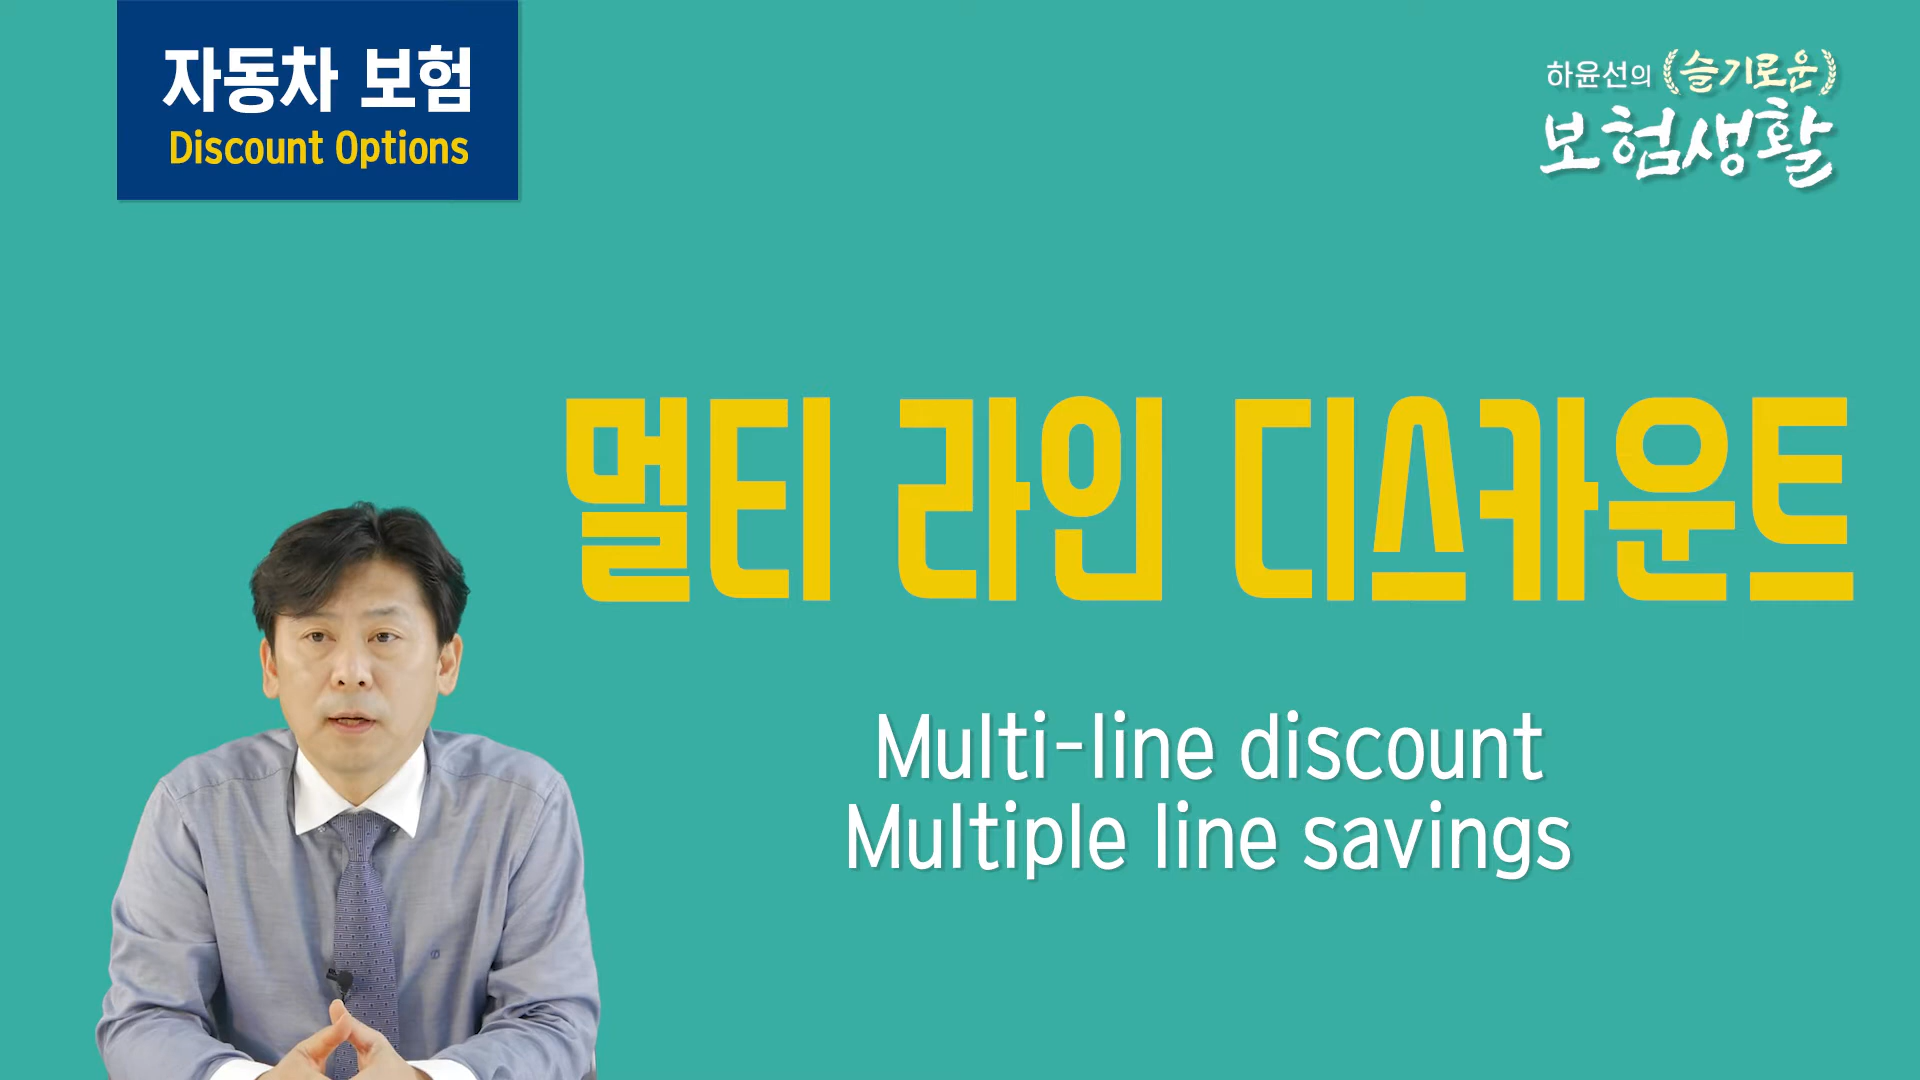 자동차 보험
Discount Options
하윤선의 (슬기로운)
보험생활
멀티 라인 디스카운트
Multi-line discount
Multiple line savings